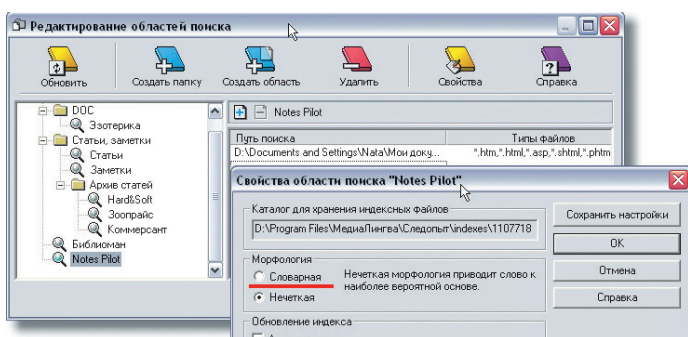 Редактирование областей поиска
Обновить Создать папку Создать область Удалить Свойства Справка
DOC
Эзотерика
Статьи, заметки
Статьи
Заметки
Архив статей
Hard&Soft
Зоопрайс
Коммерсант
Библиоман
Notes Pilot
Notes Pilot
Путь поиска Типы файлов
D:\Documents and Settings\Nata\Мои доку... *.htm,*.html,*.asp,*.shtml,*.phtm
Свойства области поиска "Notes Pilot"
Каталог для хранения индексных файлов
D:\Program Files\МедиаЛингва\Следопыт\indexes\1107718
Морфология
Словарная
Нечеткая
Нечеткая морфология приводит слово к
наиболее вероятной основе.
Обновление индекса
Сохранить настройки
OK
Отмена
Справка